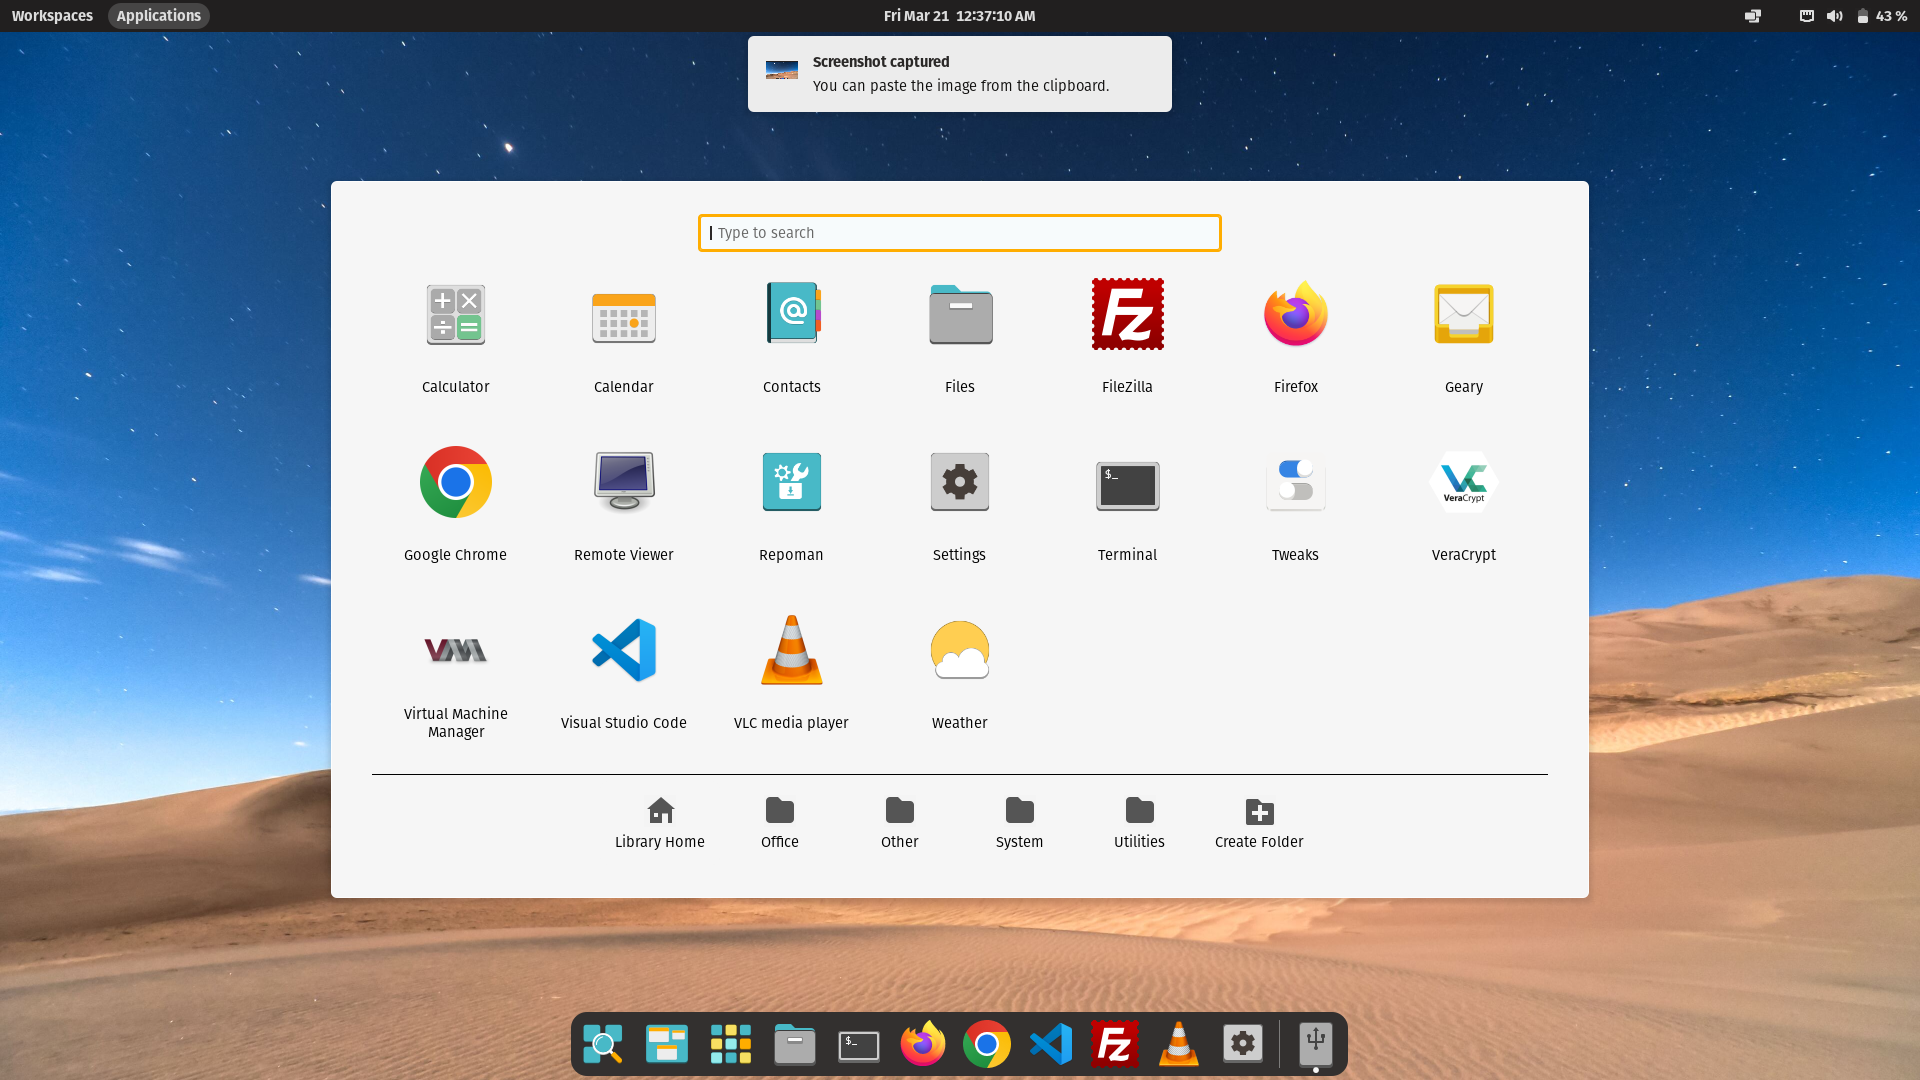 Workspaces Applications Fri Mar 21 12:37:10 AM 43 %
Screenshot captured
You can paste the image from the clipboard.
Type to search
Calculator Calendar Contacts Files FileZilla Firefox Geary
$_
VeraCrypt
Google Chrome Remote Viewer Repoman Settings Terminal Tweaks VeraCrypt
Virtual Machine
Manager
Visual Studio Code VLC media player Weather
Library Home Office Other System Utilities Create Folder
$_